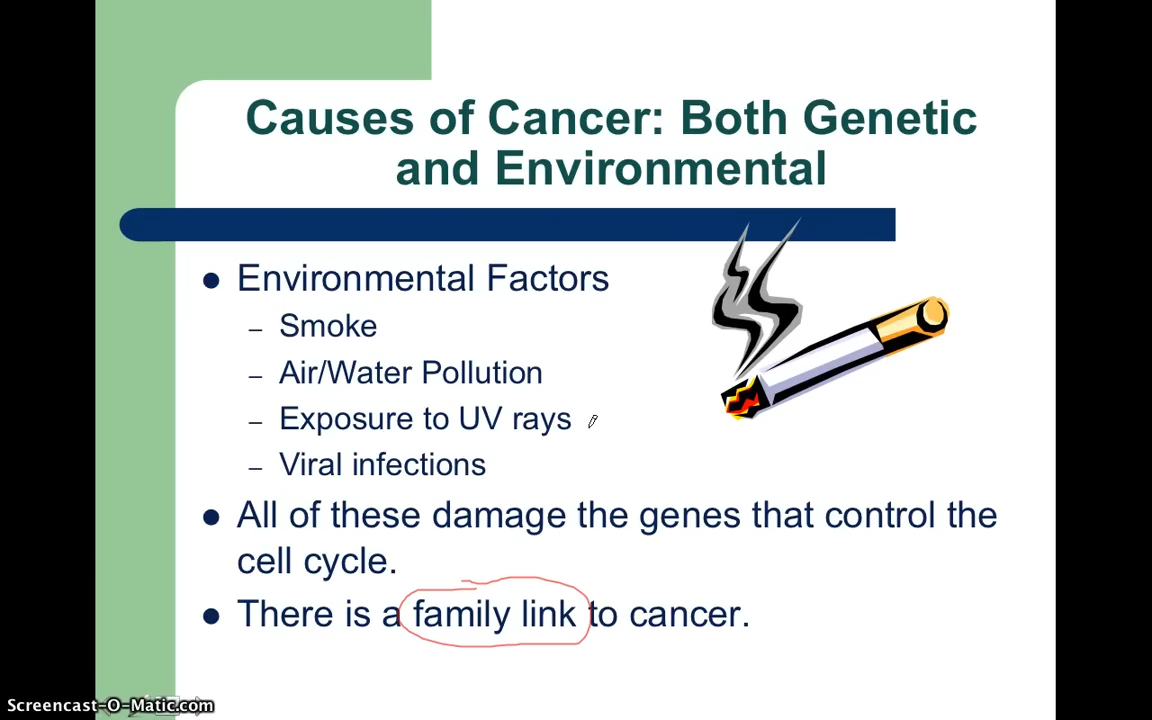 Causes of Cancer: Both Genetic
and Environmental
● Environmental Factors
– Smoke
– Air/Water Pollution
– Exposure to UV rays
– Viral infections
● All of these damage the genes that control the
cell cycle.
● There is a family link to cancer.
Screencast-O-Matic.com